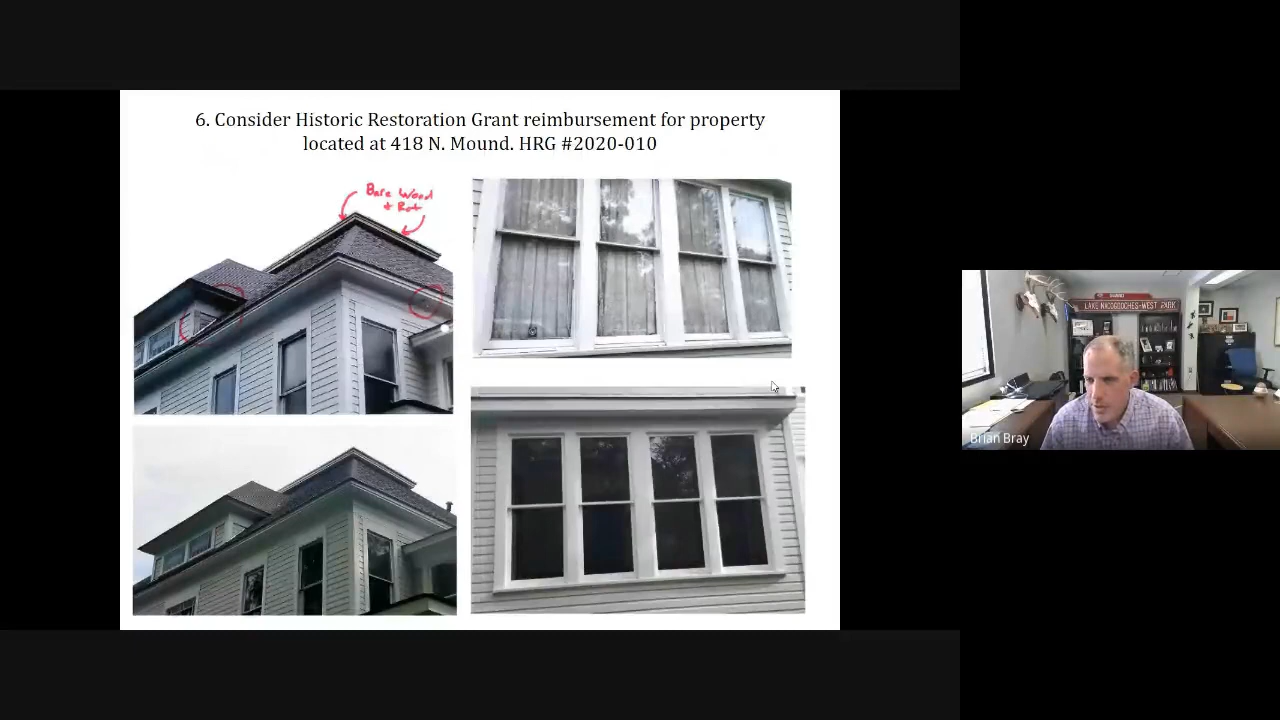 6. Consider Historic Restoration Grant reimbursement for property
located at 418 N. Mound. HRG #2020-010
Bare Wood
+ Rot
LAKE NACOGDOCHES-WEST PARK
Brian Bray